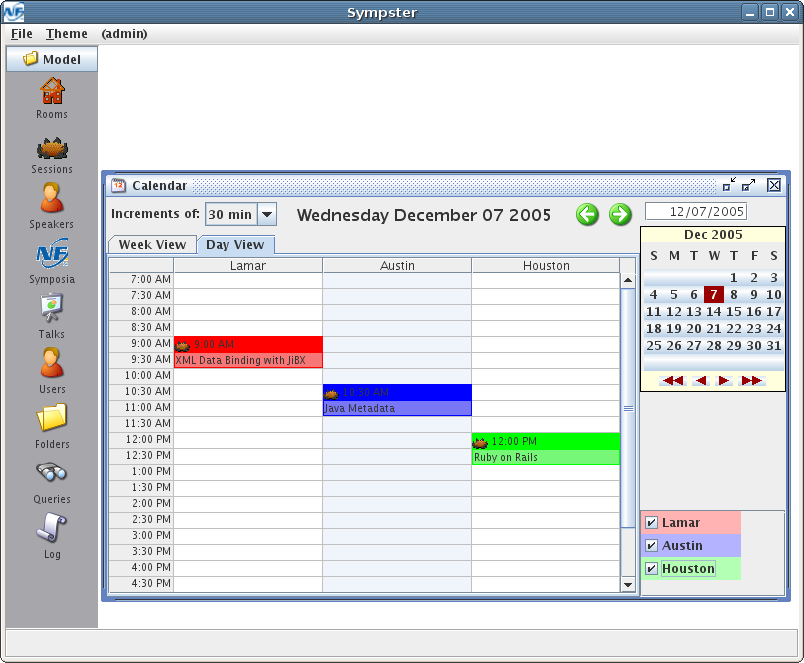 Sympster
File Theme (admin)
Model
Rooms
Sessions
Speakers
Symposia
Talks
Users
Folders
Queries
Log
Calendar
Increments of: 30 min Wednesday December 07 2005
Week View Day View
Lamar Austin Houston
7:00 AM
7:30 AM
8:00 AM
8:30 AM
9:00 AM 9:00 AM
9:30 AM XML Data Binding with JiBX
10:00 AM
10:30 AM 10:30 AM
11:00 AM Java Metadata
11:30 AM
12:00 PM 12:00 PM
12:30 PM Ruby on Rails
1:00 PM
1:30 PM
2:00 PM
2:30 PM
3:00 PM
3:30 PM
4:00 PM
4:30 PM
12/07/2005
Dec 2005
S M T W T F S
1 2 3
4 5 6 7 8 9 10
11 12 13 14 15 16 17
18 19 20 21 22 23 24
25 26 27 28 29 30 31
Lamar
Austin
Houston